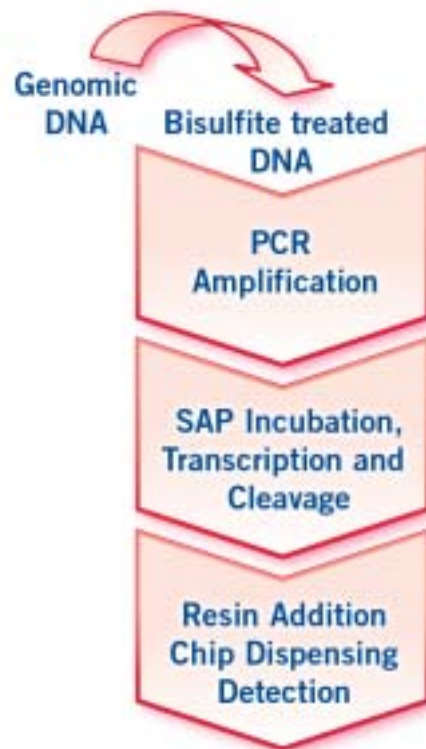 Genomic
DNA
Bisulfite treated
DNA
PCR
Amplification
SAP Incubation,
Transcription and
Cleavage
Resin Addition
Chip Dispensing
Detection